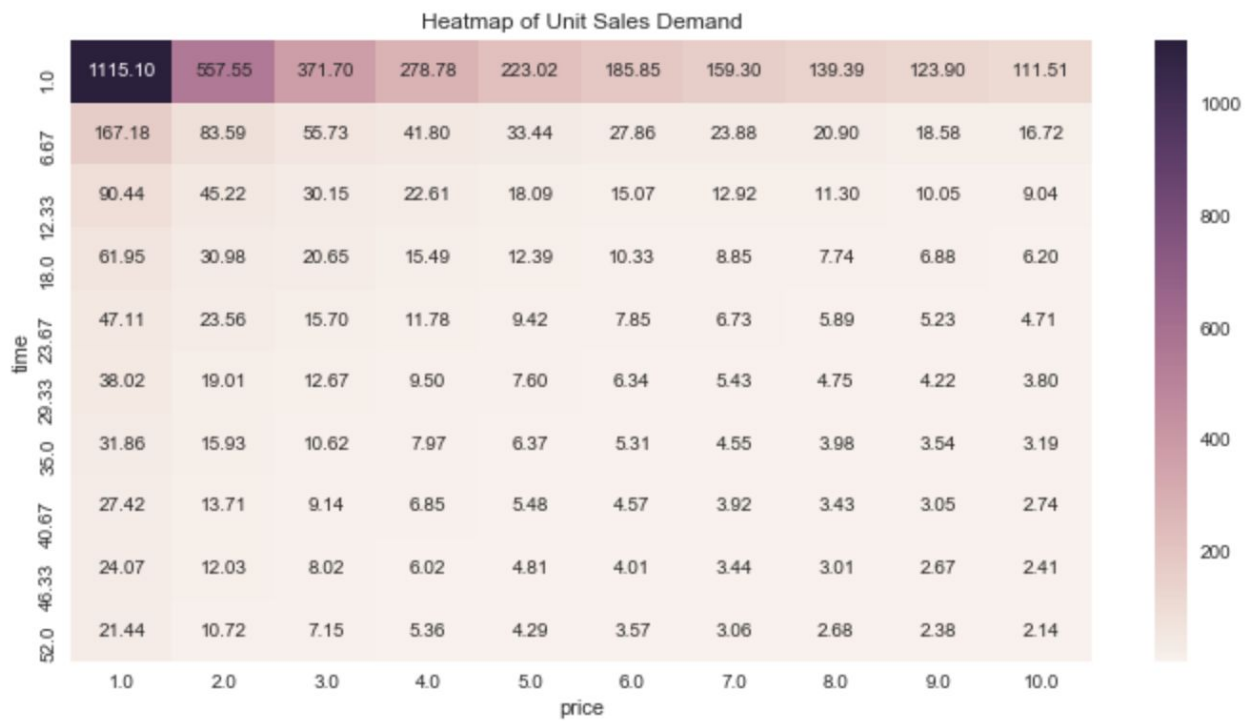 Heatmap of Unit Sales Demand
1.0 1115.10 557.55 371.70 278.78 223.02 185.85 159.30 139.39 123.90 111.51
6.67 167.18 83.59 55.73 41.80 33.44 27.86 23.88 20.90 18.58 16.72
12.33 90.44 45.22 30.15 22.61 18.09 15.07 12.92 11.30 10.05 9.04
18.0 61.95 30.98 20.65 15.49 12.39 10.33 8.85 7.74 6.88 6.20
23.67 47.11 23.56 15.70 11.78 9.42 7.85 6.73 5.89 5.23 4.71
29.33 38.02 19.01 12.67 9.50 7.60 6.34 5.43 4.75 4.22 3.80
35.0 31.86 15.93 10.62 7.97 6.37 5.31 4.55 3.98 3.54 3.19
40.67 27.42 13.71 9.14 6.85 5.48 4.57 3.92 3.43 3.05 2.74
46.33 24.07 12.03 8.02 6.02 4.81 4.01 3.44 3.01 2.67 2.41
52.0 21.44 10.72 7.15 5.36 4.29 3.57 3.06 2.68 2.38 2.14
time
1.0 2.0 3.0 4.0 5.0 6.0 7.0 8.0 9.0 10.0
price
1000
800
600
400
200